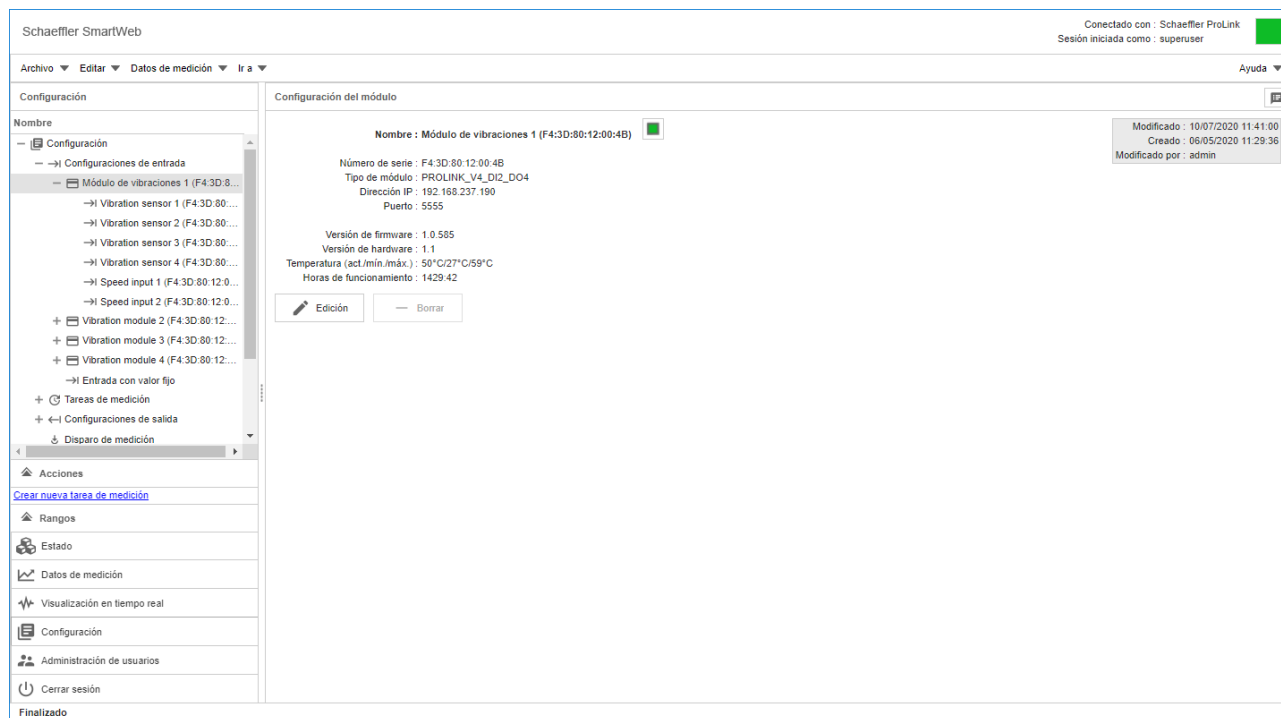 Schaeffler SmartWeb
Conectado con : Schaeffler ProLink
Sesión iniciada como : superuser
Archivo Editar Datos de medición Ir a Ayuda
Configuración
Nombre
Configuración
Configuraciones de entrada
Módulo de vibraciones 1 (F4:3D:8...
Vibration sensor 1 (F4:3D:80:...
Vibration sensor 2 (F4:3D:80:...
Vibration sensor 3 (F4:3D:80:...
Vibration sensor 4 (F4:3D:80:...
Speed input 1 (F4:3D:80:12:0...
Speed input 2 (F4:3D:80:12:0...
Vibration module 2 (F4:3D:80:12:...
Vibration module 3 (F4:3D:80:12:...
Vibration module 4 (F4:3D:80:12:...
Entrada con valor fijo
Tareas de medición
Configuraciones de salida
Disparo de medición
Acciones
Crear nueva tarea de medición
Rangos
Estado
Datos de medición
Visualización en tiempo real
Configuración
Administración de usuarios
Cerrar sesión
Finalizado
Configuración del módulo
Nombre : Módulo de vibraciones 1 (F4:3D:80:12:00:4B)
Número de serie : F4:3D:80:12:00:4B
Tipo de módulo : PROLINK_V4_DI2_DO4
Dirección IP : 192.168.237.190
Puerto : 5555
Versión de firmware : 1.0.585
Versión de hardware : 1.1
Temperatura (act./mín./máx.) : 50°C/27°C/59°C
Horas de funcionamiento : 1429:42
Edición Borrar
Modificado : 10/07/2020 11:41:00
Creado : 06/05/2020 11:29:36
Modificado por : admin